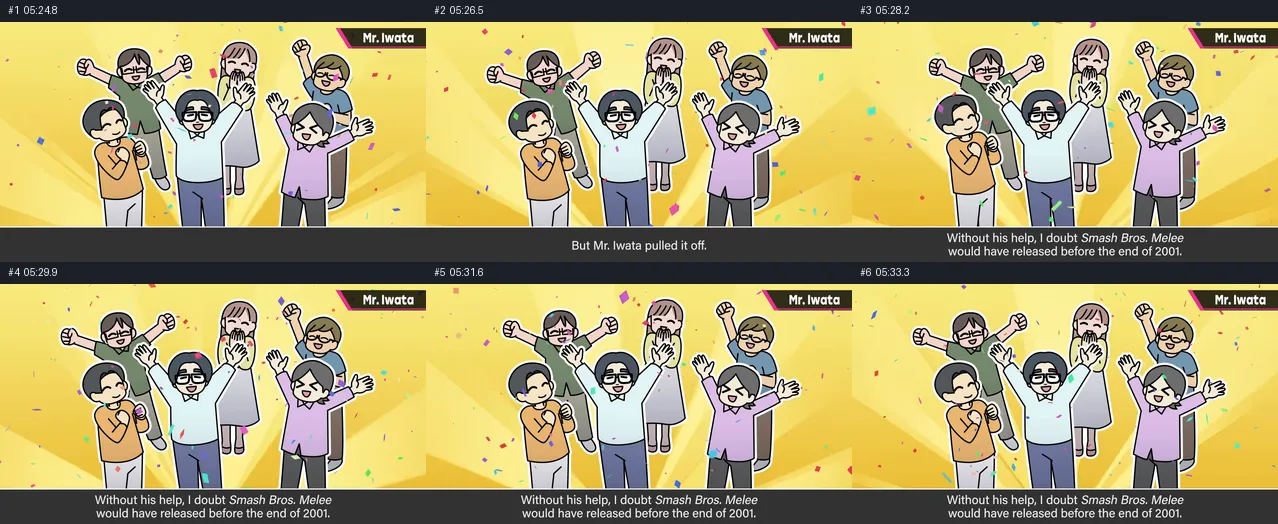 #1 05:24.8
#2 05:26.5
#3 05:28.2
Mr. Iwata
Mr. Iwata
Mr. Iwata
But Mr. Iwata pulled it off.
Without his help, I doubt Smash Bros. Melee
would have released before the end of 2001.
#4 05:29.9
#5 05:31.6
#6 05:33.3
Mr. Iwata
Mr. Iwata
Mr. Iwata
Without his help, I doubt Smash Bros. Melee
would have released before the end of 2001.
Without his help, I doubt Smash Bros. Melee
would have released before the end of 2001.
Without his help, I doubt Smash Bros. Melee
would have released before the end of 2001.